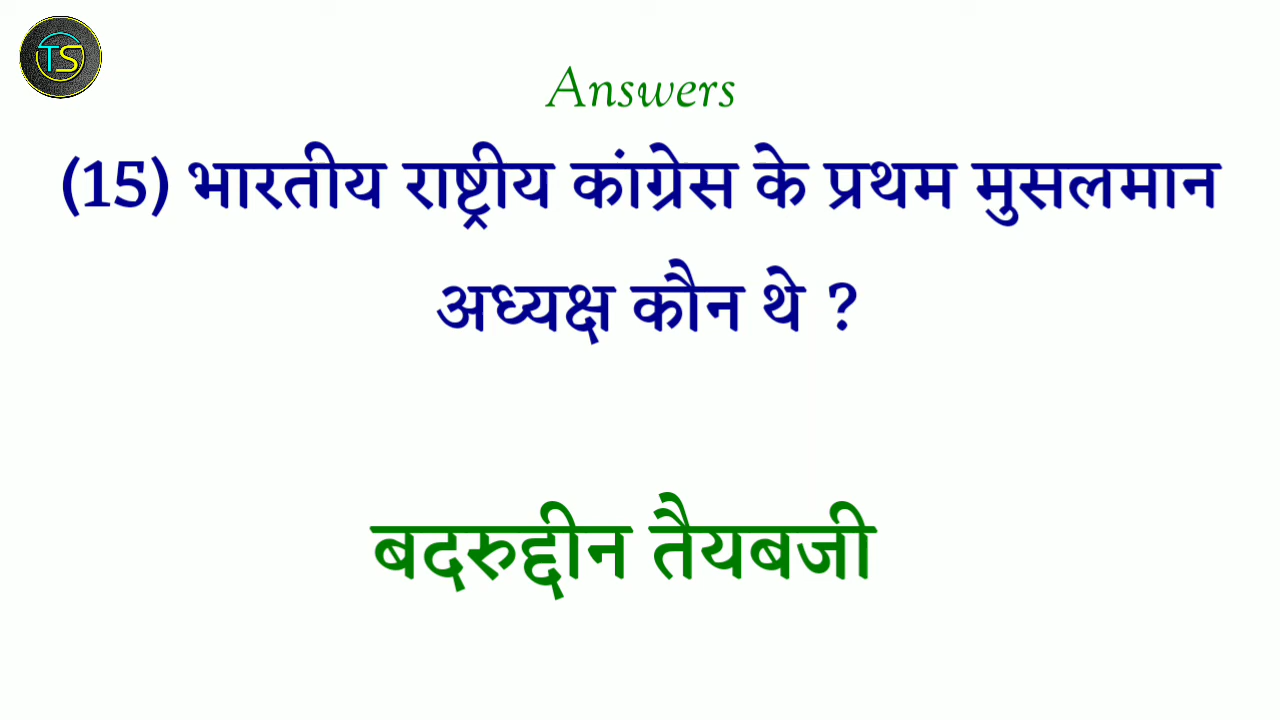 TS
Answers
(15) भारतीय राष्ट्रीय कांग्रेस के प्रथम मुसलमान
अध्यक्ष कौन थे ?
बदरुद्दीन तैयबजी